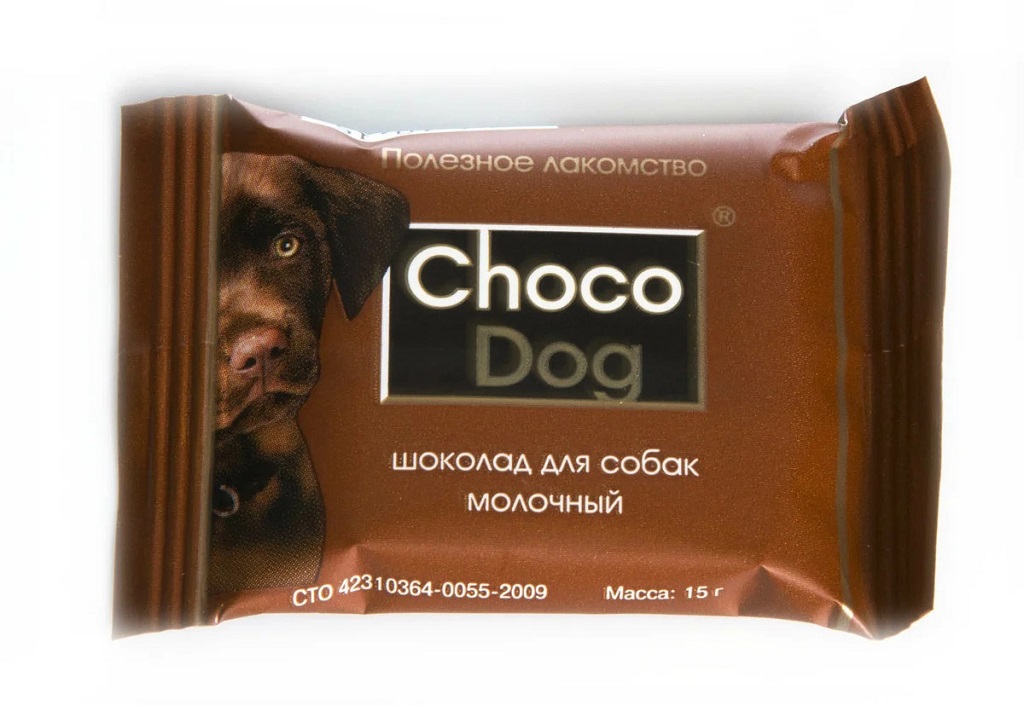 Полезное лакомство
®
Choco
Dog
шоколад для собак
молочный
СТО 42310364-0055-2009
Масса: 15 г